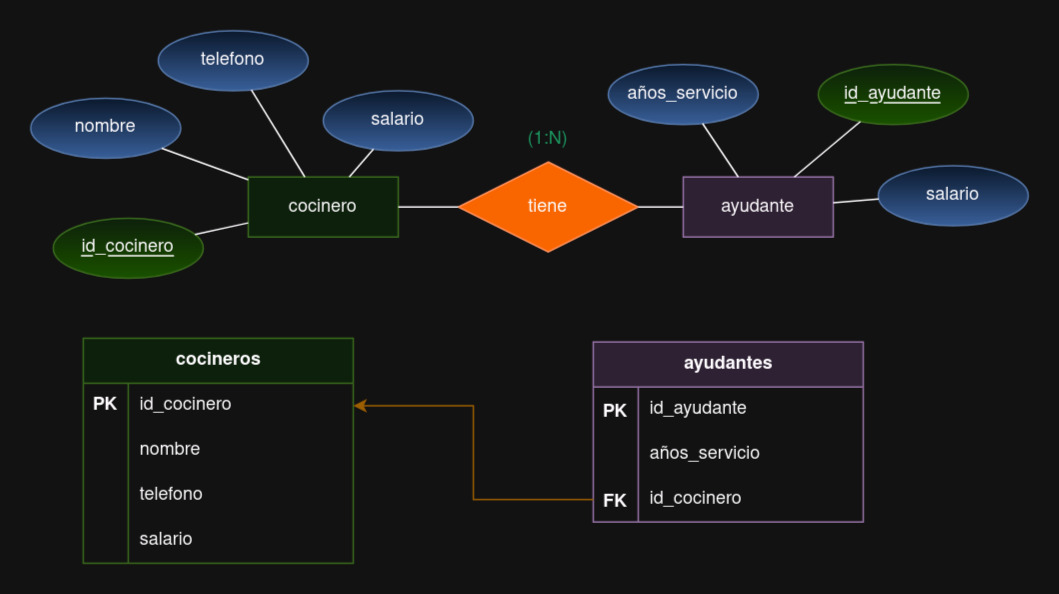 telefono
nombre
salario
id_cocinero
cocinero
(1:N)
tiene
años_servicio
id_ayudante
salario
ayudante
cocineros
PK id_cocinero
nombre
telefono
salario
ayudantes
PK id_ayudante
años_servicio
FK id_cocinero